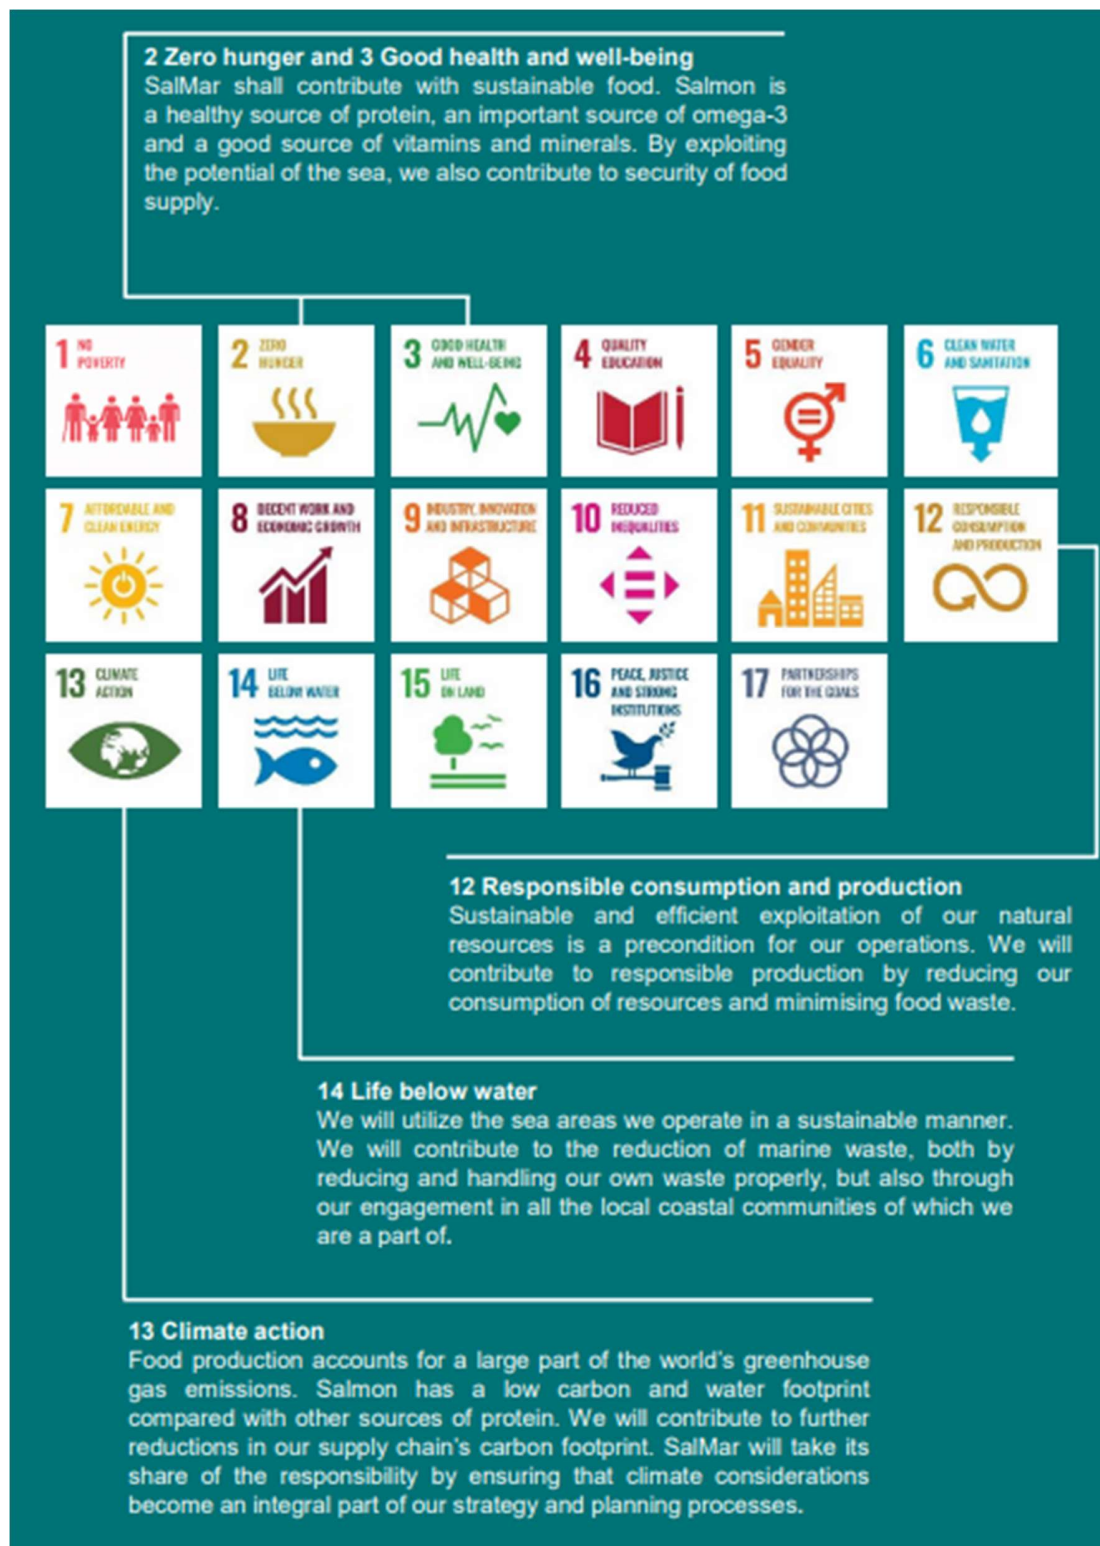 2 Zero hunger and 3 Good health and well-being
SalMar shall contribute with sustainable food. Salmon is
a healthy source of protein, an important source of omega-3
and a good source of vitamins and minerals. By exploiting
the potential of the sea, we also contribute to security of food
supply.
1 NO
POVERTY
2 ZERO
HUNGER
3 GOOD HEALTH
AND WELL-BEING
4 QUALITY
EDUCATION
5 GENDER
EQUALITY
6 CLEAN WATER
AND SANITATION
7 AFFORDABLE AND
CLEAN ENERGY
8 DECENT WORK AND
ECONOMIC GROWTH
9 INDUSTRY, INNOVATION
AND INFRASTRUCTURE
10 REDUCED
INEQUALITIES
11 SUSTAINABLE CITIES
AND COMMUNITIES
12 RESPONSIBLE
CONSUMPTION
AND PRODUCTION
13 CLIMATE
ACTION
14 LIFE
BELOW WATER
15 LIFE
ON LAND
16 PEACE, JUSTICE
AND STRONG
INSTITUTIONS
17 PARTNERSHIPS
FOR THE GOALS
12 Responsible consumption and production
Sustainable and efficient exploitation of our natural
resources is a precondition for our operations. We will
contribute to responsible production by reducing our
consumption of resources and minimising food waste.
14 Life below water
We will utilize the sea areas we operate in a sustainable manner.
We will contribute to the reduction of marine waste, both by
reducing and handling our own waste properly, but also through
our engagement in all the local coastal communities of which we
are a part of.
13 Climate action
Food production accounts for a large part of the world's greenhouse
gas emissions. Salmon has a low carbon and water footprint
compared with other sources of protein. We will contribute to further
reductions in our supply chain's carbon footprint. SalMar will take its
share of the responsibility by ensuring that climate considerations
become an integral part of our strategy and planning processes.